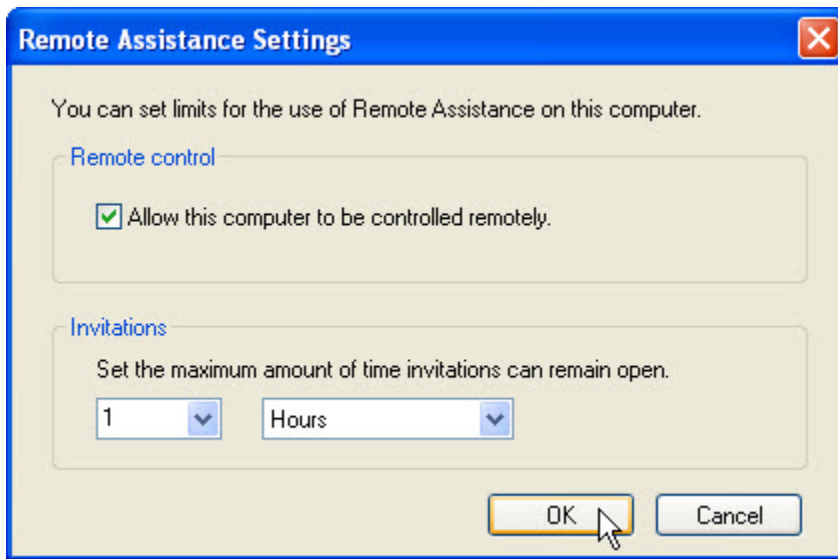 Remote Assistance Settings
You can set limits for the use of Remote Assistance on this computer.
Remote control
Allow this computer to be controlled remotely.
Invitations
Set the maximum amount of time invitations can remain open.
1 Hours
OK Cancel